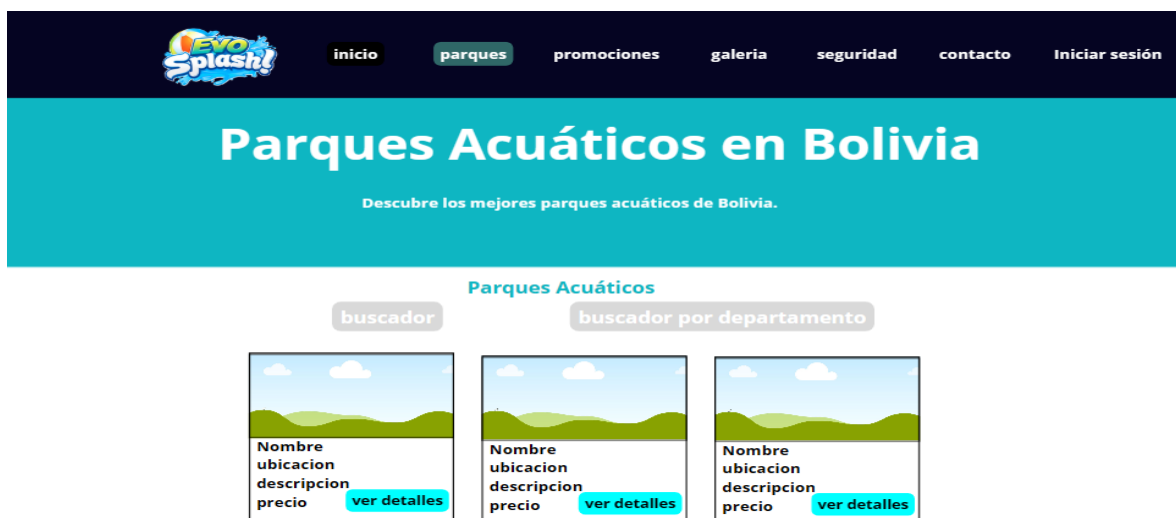 EVO
Splash!
inicio parques promociones galeria seguridad contacto Iniciar sesión
Parques Acuáticos en Bolivia
Descubre los mejores parques acuáticos de Bolivia.
Parques Acuáticos
buscador buscador por departamento
Nombre
ubicacion
descripcion
precio ver detalles
Nombre
ubicacion
descripcion
precio ver detalles
Nombre
ubicacion
descripcion
precio ver detalles